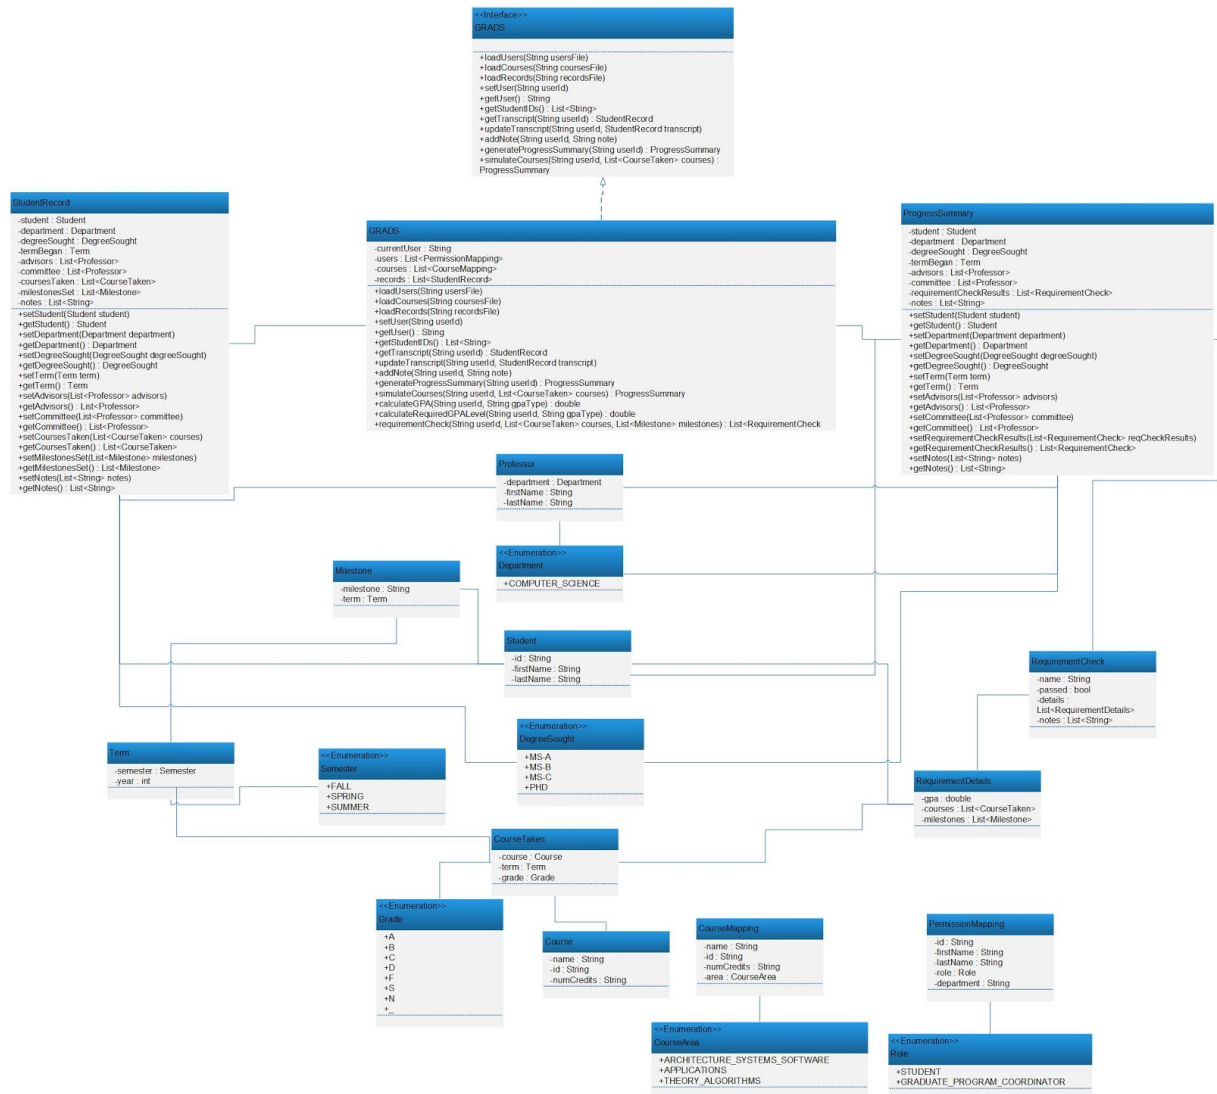 <<Interface>>
GRADS
+loadUsers(String usersFile)
+loadCourses(String coursesFile)
+loadRecords(String recordsFile)
+setUser(String userId)
+getUser() : String
+getStudentIDs() : List<String>
+getTranscript(String userId) : StudentRecord
+updateTranscript(String userId, StudentRecord transcript)
+addNote(String userId, String note)
+generateProgressSummary(String userId) : ProgressSummary
+simulateCourses(String userId, List<CourseTaken> courses) :
ProgressSummary
StudentRecord
-student : Student
-department : Department
-degreeSought : DegreeSought
-termBegan : Term
-advisors : List<Professor>
-committee : List<Professor>
-coursesTaken : List<CourseTaken>
-milestonesSet : List<Milestone>
-notes : List<String>
+setStudent(Student student)
+getStudent() : Student
+setDepartment(Department department)
+getDepartment() : Department
+setDegreeSought(DegreeSought degreeSought)
+getDegreeSought() : DegreeSought
+setTerm(Term term)
+getTerm() : Term
+setAdvisors(List<Professor> advisors)
+getAdvisors() : List<Professor>
+setCommittee(List<Professor> committee)
+getCommittee() : List<Professor>
+setCoursesTaken(List<CourseTaken> courses)
+getCoursesTaken() : List<CourseTaken>
+setMilestonesSet(List<Milestone> milestones)
+getMilestonesSet() : List<Milestone>
+setNotes(List<String> notes)
+getNotes() : List<String>
GRADS
-currentUser : String
-users : List<PermissionMapping>
-courses : List<CourseMapping>
-records : List<StudentRecord>
+loadUsers(String usersFile)
+loadCourses(String coursesFile)
+loadRecords(String recordsFile)
+setUser(String userId)
+getUser() : String
+getStudentIDs() : List<String>
+getTranscript(String userId) : StudentRecord
+updateTranscript(String userId, StudentRecord transcript)
+addNote(String userId, String note)
+generateProgressSummary(String userId) : ProgressSummary
+simulateCourses(String userId, List<CourseTaken> courses) : ProgressSummary
+calculateGPA(String userId, String gpaType) : double
+calculateRequiredGPALevel(String userId, String gpaType) : double
+requirementCheck(String userId, List<CourseTaken> courses, List<Milestone> milestones) : List<RequirementCheck
ProgressSummary
-student : Student
-department : Department
-degreeSought : DegreeSought
-termBegan : Term
-advisors : List<Professor>
-committee : List<Professor>
-requirementCheckResults : List<RequirementCheck>
-notes : List<String>
+setStudent(Student student)
+getStudent() : Student
+setDepartment(Department department)
+getDepartment() : Department
+setDegreeSought(DegreeSought degreeSought)
+getDegreeSought() : DegreeSought
+setTerm(Term term)
+getTerm() : Term
+setAdvisors(List<Professor> advisors)
+getAdvisors() : List<Professor>
+setCommittee(List<Professor> committee)
+getCommittee() : List<Professor>
+setRequirementCheckResults(List<RequirementCheck> reqCheckResults)
+getRequirementCheckResults() : List<RequirementCheck>
+setNotes(List<String> notes)
+getNotes() : List<String>
Professor
-department : Department
-firstName : String
-lastName : String
<<Enumeration>>
Department
+COMPUTER_SCIENCE
Milestone
-milestone : String
-term : Term
Student
-id : String
-firstName : String
-lastName : String
RequirementCheck
-name : String
-passed : bool
-details :
List<RequirementDetails>
-notes : List<String>
<<Enumeration>>
DegreeSought
+MS-A
+MS-B
+MS-C
+PHD
Term
-semester : Semester
-year : int
<<Enumeration>>
Semester
+FALL
+SPRING
+SUMMER
RequirementDetails
-gpa : double
-courses : List<CourseTaken>
-milestones : List<Milestone>
CourseTaken
-course : Course
-term : Term
-grade : Grade
<<Enumeration>>
Grade
+A
+B
+C
+D
+F
+S
+N
+_
Course
-name : String
-id : String
-numCredits : String
CourseMapping
-name : String
-id : String
-numCredits : String
-area : CourseArea
PermissionMapping
-id : String
-firstName : String
-lastName : String
-role : Role
-department : String
<<Enumeration>>
CourseArea
+ARCHITECTURE_SYSTEMS_SOFTWARE
+APPLICATIONS
+THEORY_ALGORITHMS
<<Enumeration>>
Role
+STUDENT
+GRADUATE_PROGRAM_COORDINATOR